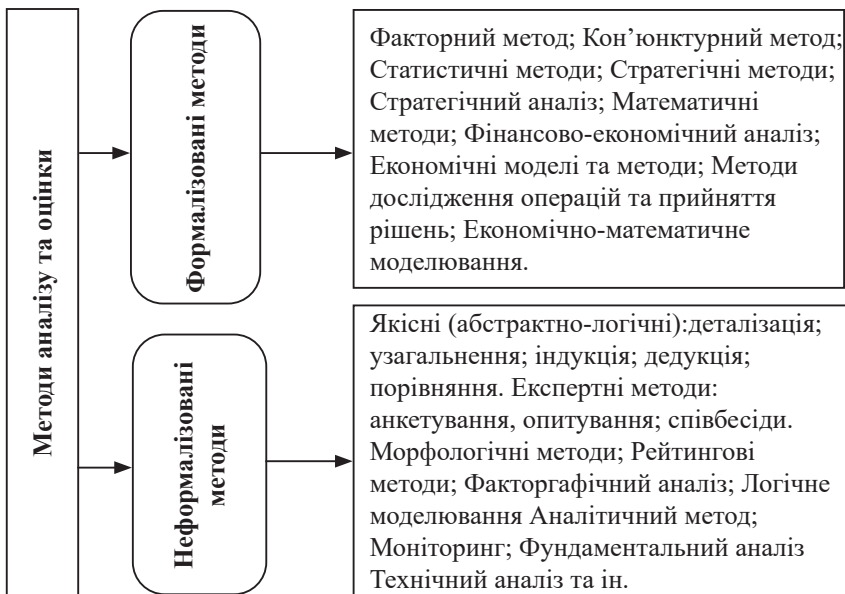 Методи аналізу та оцінки
Формалізовані методи
Факторний метод; Кон’юнктурний метод;
Статистичні методи; Стратегічні методи;
Стратегічний аналіз; Математичні
методи; Фінансово-економічний аналіз;
Економічні моделі та методи; Методи
дослідження операцій та прийняття
рішень; Економічно-математичне
моделювання.
Неформалізовані
методи
Якісні (абстрактно-логічні):деталізація;
узагальнення; індукція; дедукція;
порівняння. Експертні методи:
анкетування, опитування; співбесіди.
Морфологічні методи; Рейтингові
методи; Факторгафічний аналіз; Логічне
моделювання Аналітичний метод;
Моніторинг; Фундаментальний аналіз
Технічний аналіз та ін.